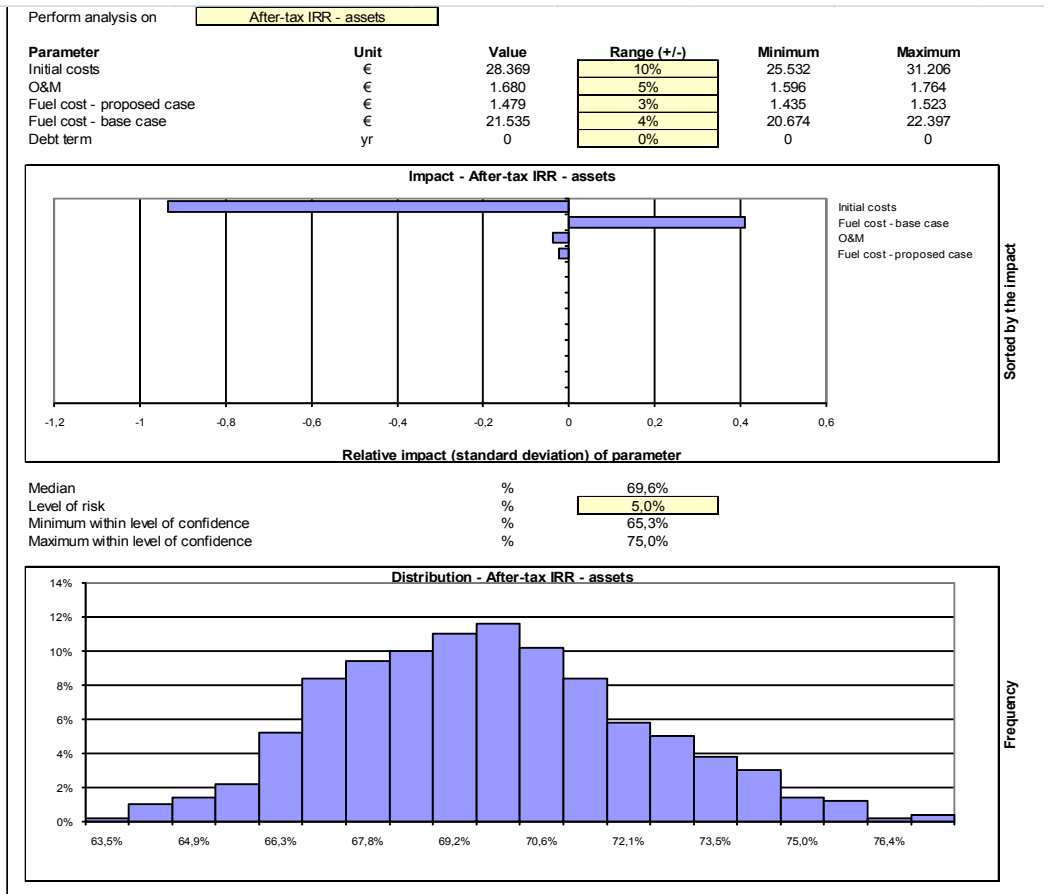 Perform analysis on After-tax IRR - assets
Parameter Unit Value Range (+/-) Minimum Maximum
Initial costs € 28.369 10% 25.532 31.206
O&M € 1.680 5% 1.596 1.764
Fuel cost - proposed case € 1.479 3% 1.435 1.523
Fuel cost - base case € 21.535 4% 20.674 22.397
Debt term yr 0 0% 0 0
Impact - After-tax IRR - assets
Initial costs
Fuel cost - base case
O&M
Fuel cost - proposed case
Sorted by the impact
-1,2 -1 -0,8 -0,6 -0,4 -0,2 0 0,2 0,4 0,6
Relative impact (standard deviation) of parameter
Median % 69,6%
Level of risk % 5,0%
Minimum within level of confidence % 65,3%
Maximum within level of confidence % 75,0%
Distribution - After-tax IRR - assets
14%
12%
10%
8%
6%
4%
2%
0%
Frequency
63,5% 64,9% 66,3% 67,8% 69,2% 70,6% 72,1% 73,5% 75,0% 76,4%